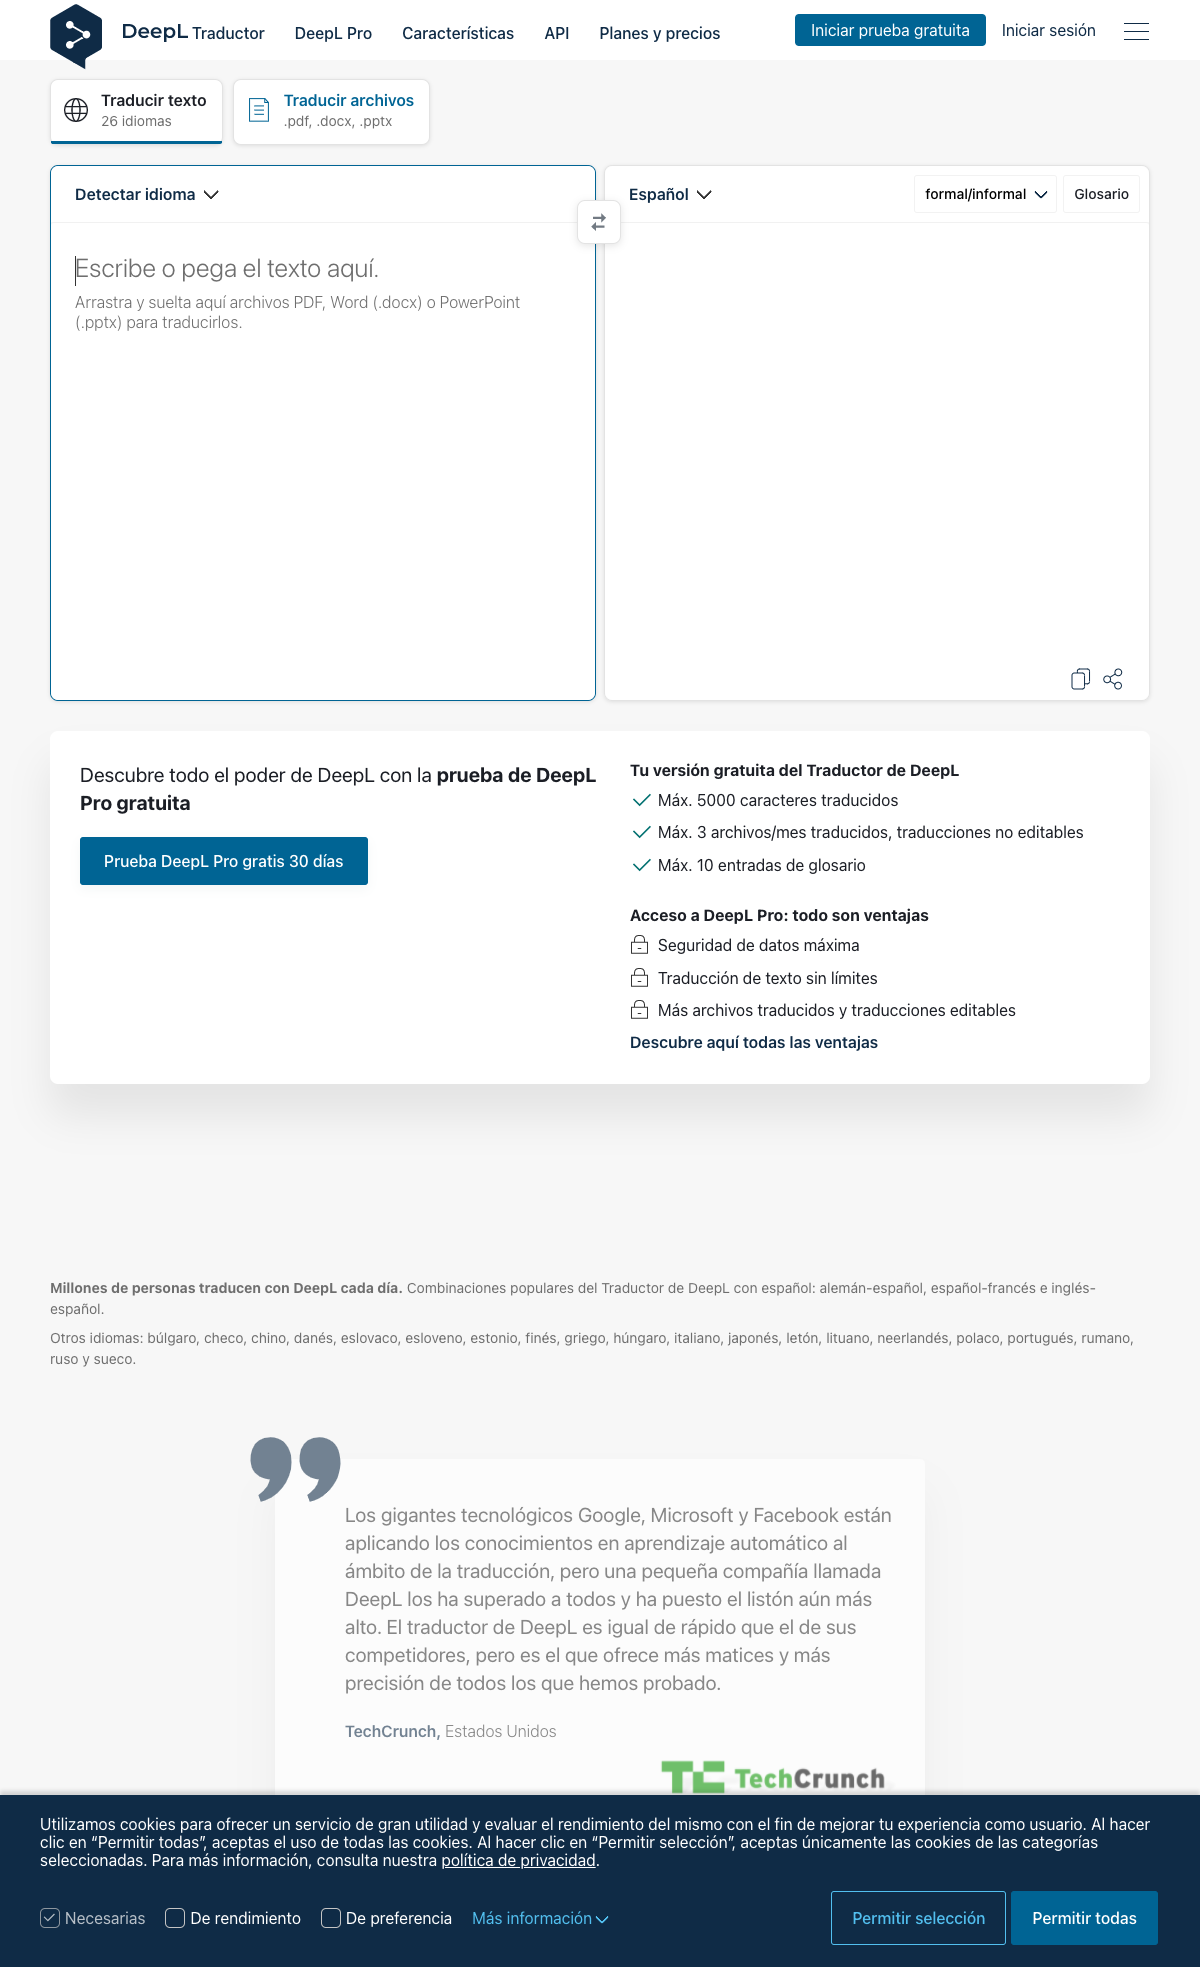 DeepL Traductor
DeepL Pro
Características
API
Planes y precios
Iniciar prueba gratuita
Iniciar sesión
Traducir texto
26 idiomas
Traducir archivos
.pdf, .docx, .pptx
Detectar idioma
Español
formal/informal
Glosario
Escribe o pega el texto aquí.
Arrastra y suelta aquí archivos PDF, Word (.docx) o PowerPoint
(.pptx) para traducirlos.
Descubre todo el poder de DeepL con la prueba de DeepL
Pro gratuita
Prueba DeepL Pro gratis 30 días
Tu versión gratuita del Traductor de DeepL
Máx. 5000 caracteres traducidos
Máx. 3 archivos/mes traducidos, traducciones no editables
Máx. 10 entradas de glosario
Acceso a DeepL Pro: todo son ventajas
Seguridad de datos máxima
Traducción de texto sin límites
Más archivos traducidos y traducciones editables
Descubre aquí todas las ventajas
Millones de personas traducen con DeepL cada día. Combinaciones populares del Traductor de DeepL con español: alemán-español, español-francés e inglés-
español.
Otros idiomas: búlgaro, checo, chino, danés, eslovaco, esloveno, estonio, finés, griego, húngaro, italiano, japonés, letón, lituano, neerlandés, polaco, portugués, rumano,
ruso y sueco.
Los gigantes tecnológicos Google, Microsoft y Facebook están
aplicando los conocimientos en aprendizaje automático al
ámbito de la traducción, pero una pequeña compañía llamada
DeepL los ha superado a todos y ha puesto el listón aún más
alto. El traductor de DeepL es igual de rápido que el de sus
competidores, pero es el que ofrece más matices y más
precisión de todos los que hemos probado.
TechCrunch, Estados Unidos
TC TechCrunch
Utilizamos cookies para ofrecer un servicio de gran utilidad y evaluar el rendimiento del mismo con el fin de mejorar tu experiencia como usuario. Al hacer
clic en “Permitir todas”, aceptas el uso de todas las cookies. Al hacer clic en “Permitir selección”, aceptas únicamente las cookies de las categorías
seleccionadas. Para más información, consulta nuestra política de privacidad.
Necesarias
De rendimiento
De preferencia
Más información
Permitir selección
Permitir todas